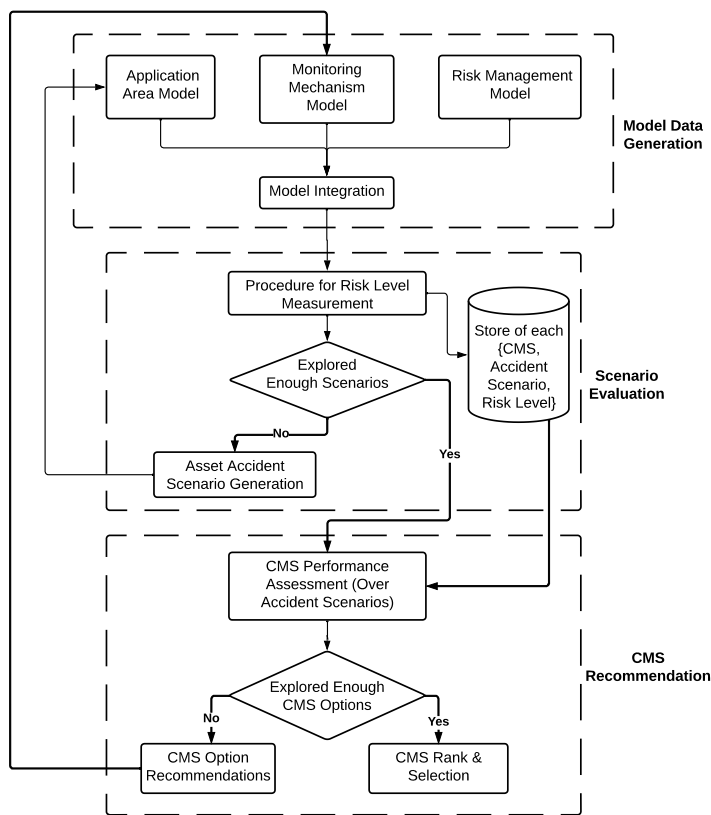 Application
Area Model
Monitoring
Mechanism
Model
Risk Management
Model
Model Data
Generation
Model Integration
Procedure for Risk Level
Measurement
Store of each
{CMS,
Accident
Scenario,
Risk Level}
Explored
Enough Scenarios
Scenario
Evaluation
No
Yes
Asset Accident
Scenario Generation
CMS Performance
Assessment (Over
Accident Scenarios)
CMS
Recommendation
Explored Enough
CMS Options
No
Yes
CMS Option
Recommendations
CMS Rank &
Selection